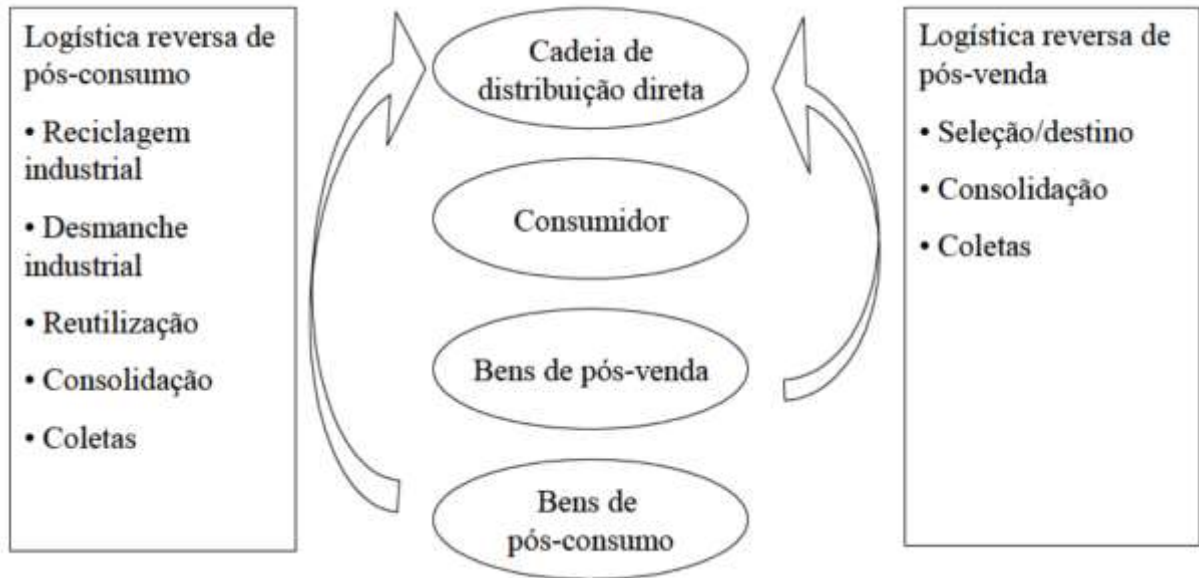 Logística reversa de
pós-consumo
• Reciclagem
industrial
• Desmanche
industrial
• Reutilização
• Consolidação
• Coletas
Cadeia de
distribuição direta
Consumidor
Bens de pós-venda
Bens de
pós-consumo
Logística reversa de
pós-venda
• Seleção/destino
• Consolidação
• Coletas